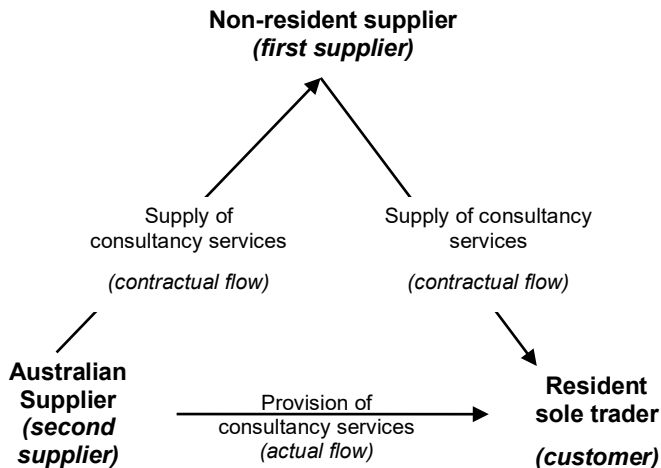 Non-resident supplier
(first supplier)
Supply of
consultancy services
(contractual flow)
Supply of consultancy
services
(contractual flow)
Australian
Supplier
(second
supplier)
Provision of
consultancy services
(actual flow)
Resident
sole trader
(customer)